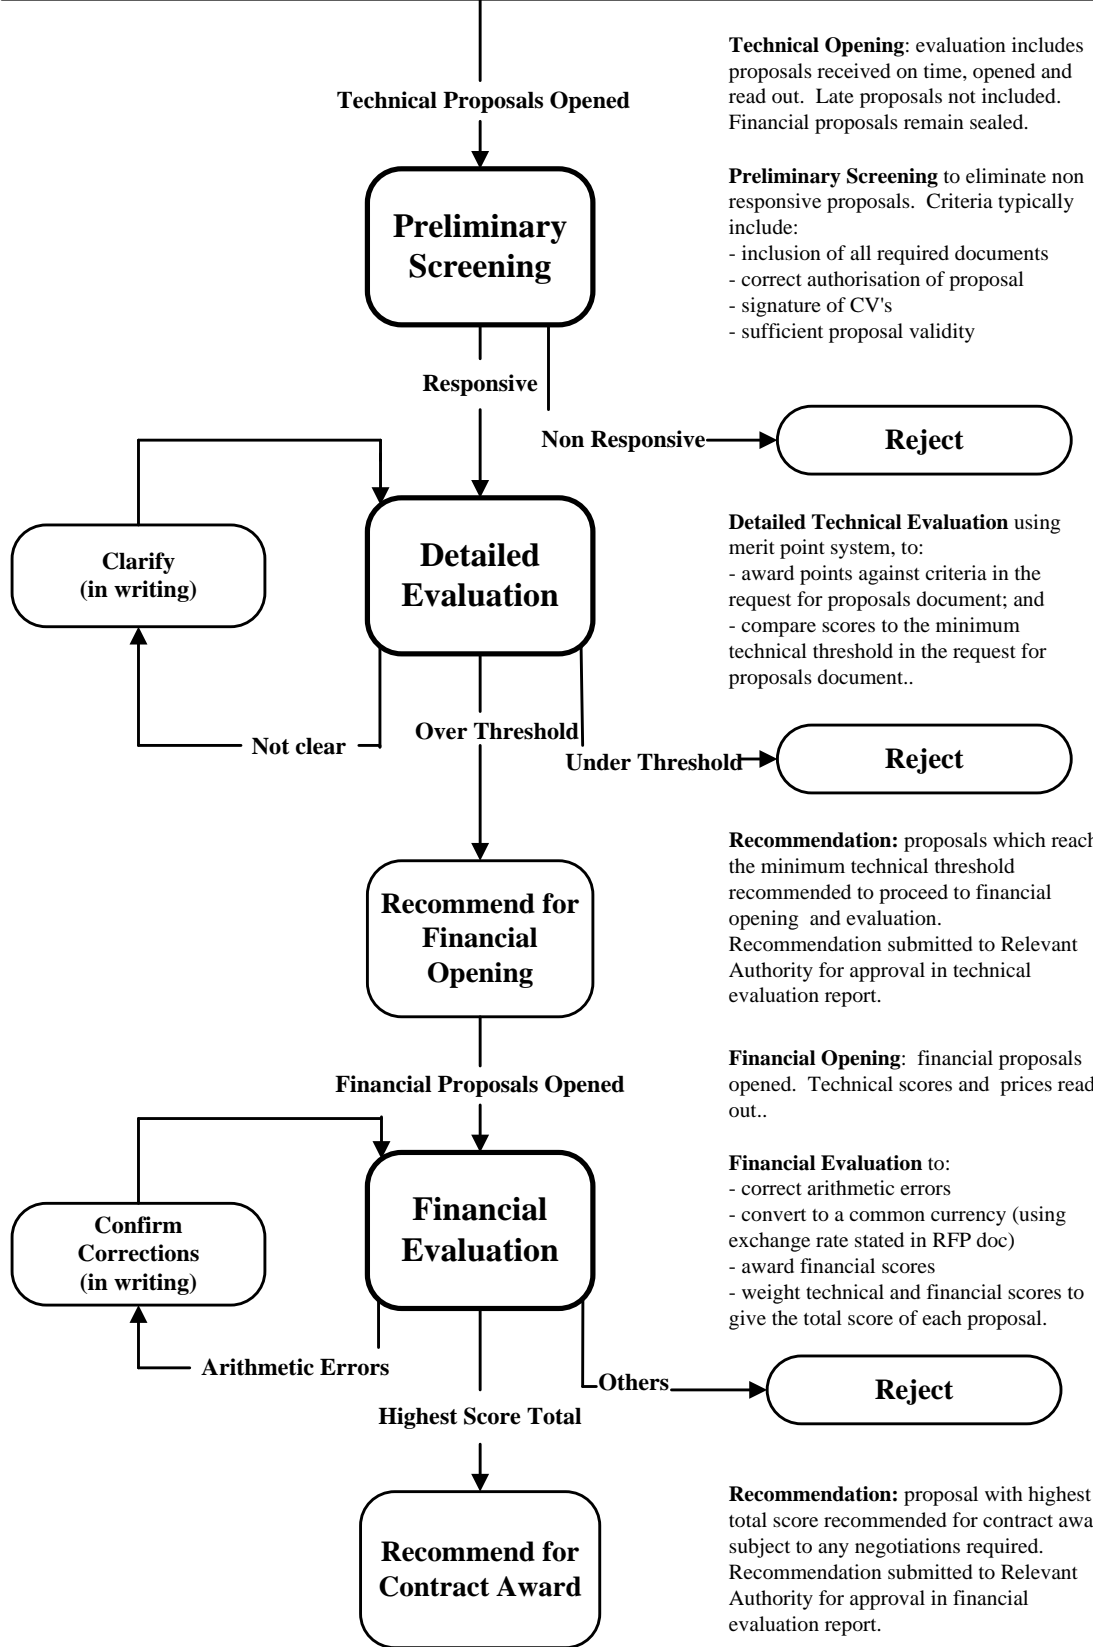 Technical Opening: evaluation includes
proposals received on time, opened and
read out.  Late proposals not included.
Financial proposals remain sealed.
Technical Proposals Opened
Preliminary Screening to eliminate non
responsive proposals.  Criteria typically
include:
- inclusion of all required documents
- correct authorisation of proposal
- signature of CV's
- sufficient proposal validity
Preliminary
Screening
Responsive
Non Responsive
Reject
Clarify
(in writing)
Detailed
Evaluation
Detailed Technical Evaluation using
merit point system, to:
- award points against criteria in the
request for proposals document; and
- compare scores to the minimum
technical threshold in the request for
proposals document..
Not clear
Over Threshold
Under Threshold
Reject
Recommend for
Financial
Opening
Recommendation: proposals which reach
the minimum technical threshold
recommended to proceed to financial
opening  and evaluation.
Recommendation submitted to Relevant
Authority for approval in technical
evaluation report.
Financial Proposals Opened
Financial Opening:  financial proposals
opened.  Technical scores and  prices read
out..
Confirm
Corrections
(in writing)
Financial
Evaluation
Financial Evaluation to:
- correct arithmetic errors
- convert to a common currency (using
exchange rate stated in RFP doc)
- award financial scores
- weight technical and financial scores to
give the total score of each proposal.
Arithmetic Errors
Others
Reject
Highest Score Total
Recommend for
Contract Award
Recommendation: proposal with highest
total score recommended for contract awa
subject to any negotiations required.
Recommendation submitted to Relevant
Authority for approval in financial
evaluation report.